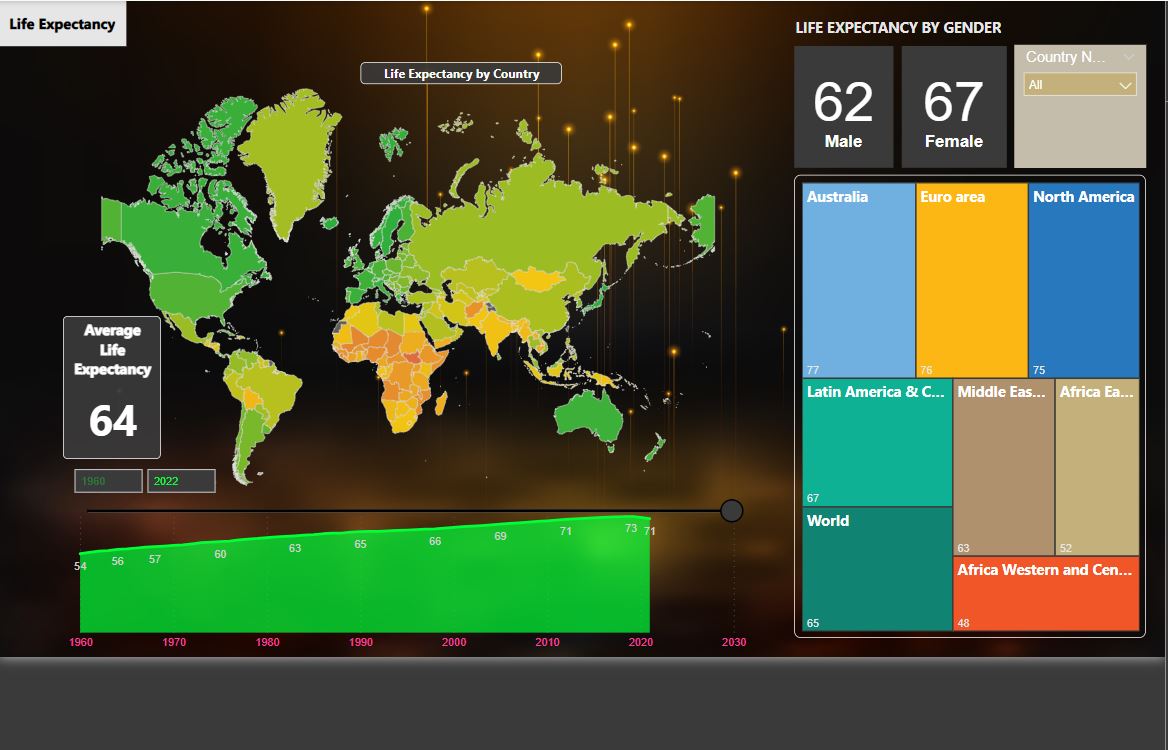 Life Expectancy
Life Expectancy by Country
Average
Life
Expectancy
64
1960
2022
54
56
57
60
63
65
66
69
71
73
71
1960
1970
1980
1990
2000
2010
2020
2030
LIFE EXPECTANCY BY GENDER
62
Male
67
Female
Country N...
All
Australia
77
Euro area
76
North America
75
Latin America & C...
67
World
65
Middle Eas...
63
Africa Ea...
52
Africa Western and Cen...
48